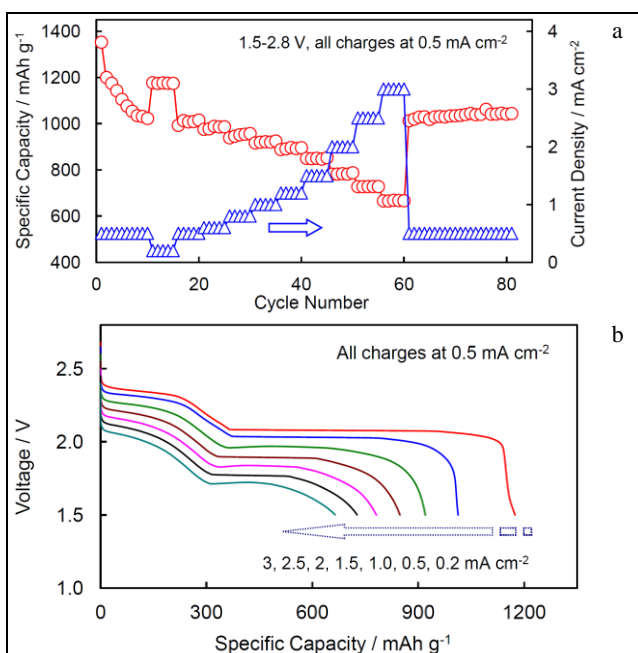 a
1.5-2.8 V, all charges at 0.5 mA cm⁻²
Specific Capacity / mAh g⁻¹
1400
1200
1000
800
600
400
Current Density / mA cm⁻²
4
3
2
1
0
0 20 40 60 80
Cycle Number
b
All charges at 0.5 mA cm⁻²
Voltage / V
2.5
2.0
1.5
1.0
3, 2.5, 2, 1.5, 1.0, 0.5, 0.2 mA cm⁻²
0 300 600 900 1200
Specific Capacity / mAh g⁻¹